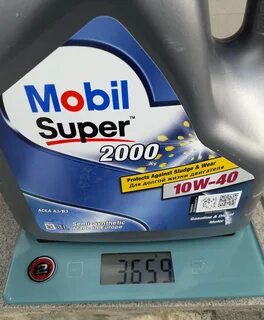 Mobil
Super™
2000
Protects Against Sludge & Wear
Для долгой жизни двигателя
10W-40
ACEA A3/B3
Semi-Synthetic
Made in Europe
Gasoline &
Motor
3659